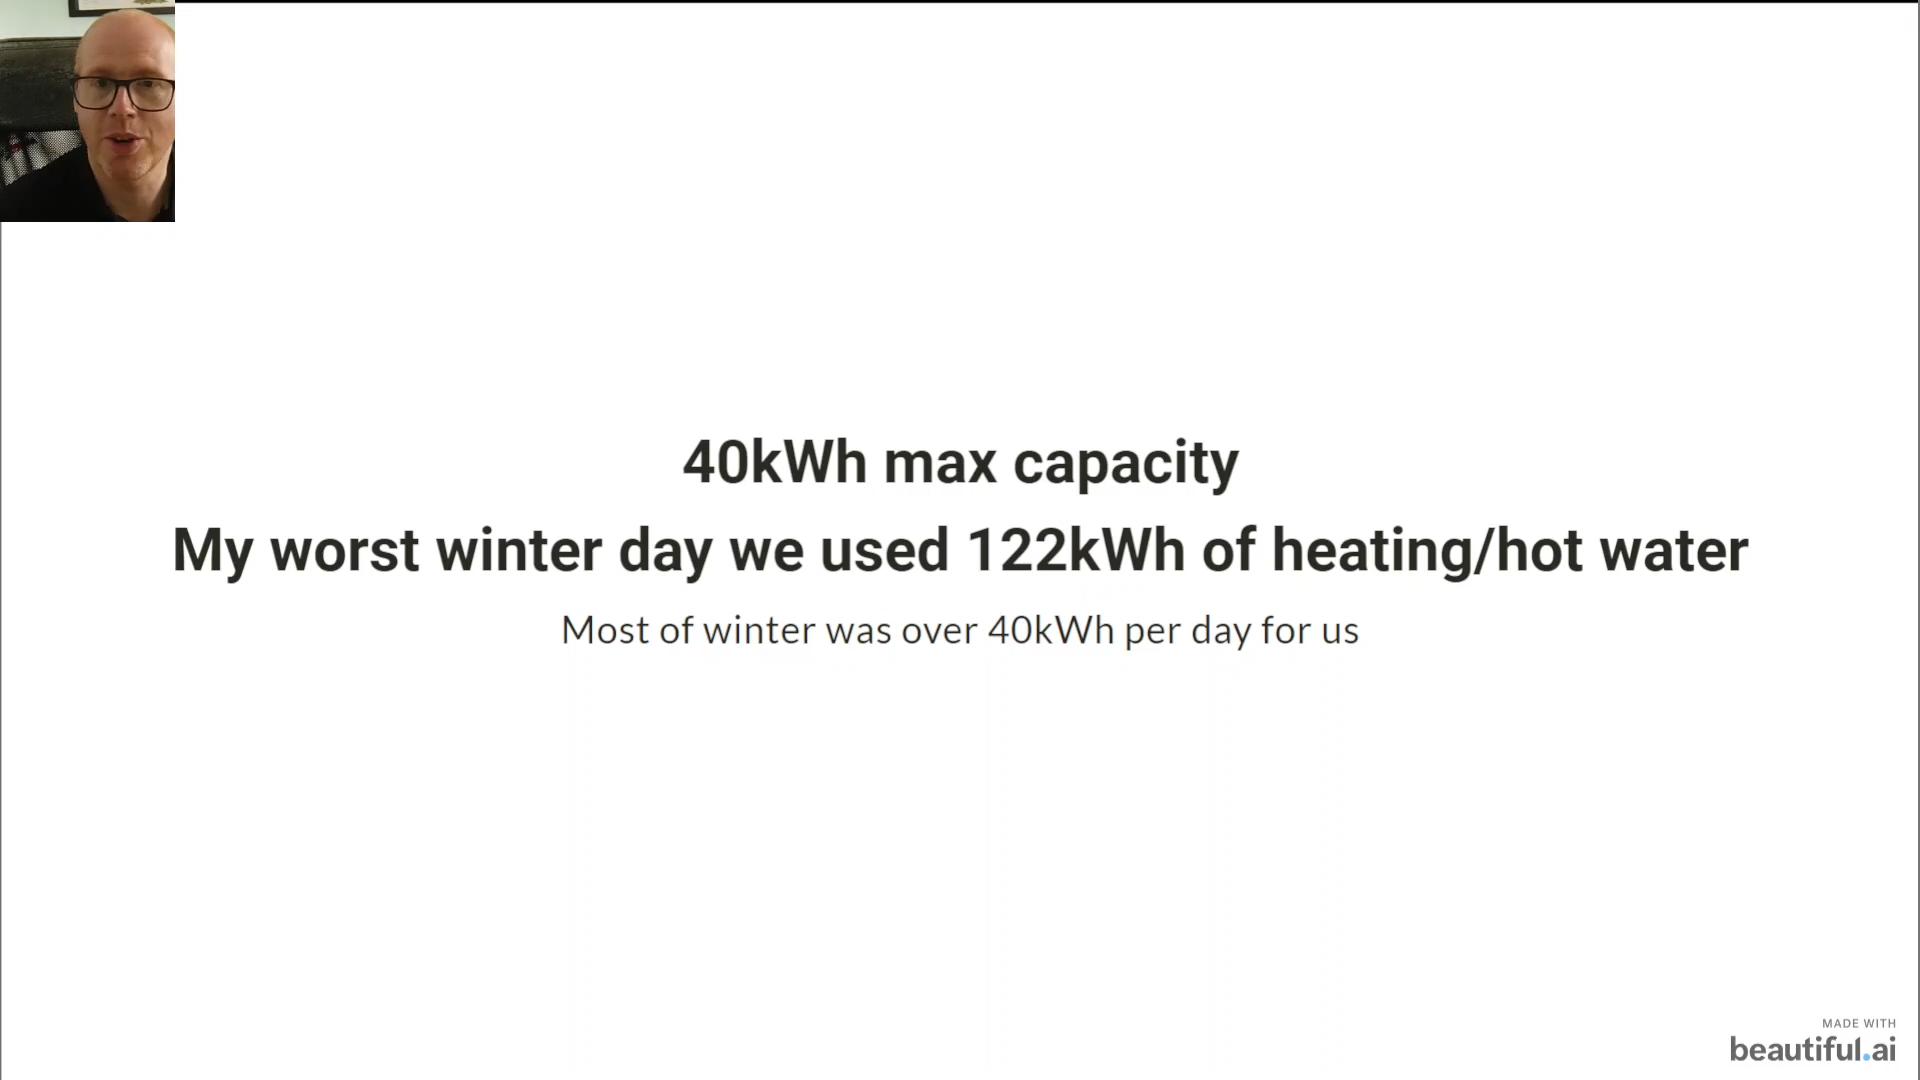 40kWh max capacity
My worst winter day we used 122kWh of heating/hot water
Most of winter was over 40kWh per day for us
MADE WITH
beautiful.ai